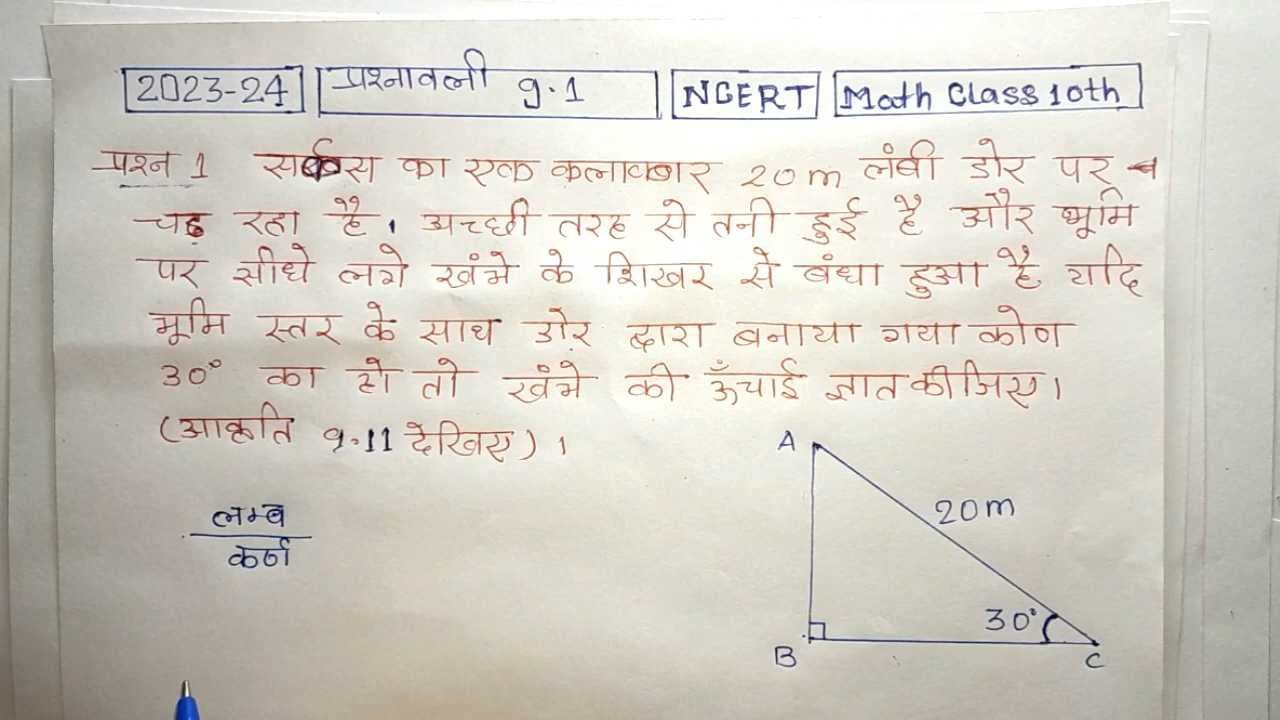 2023-24 प्रश्नावली 9.1 NCERT Math Class 10th
प्रश्न 1 सर्कस का एक कलाकार 20m लंबी डोर पर
चढ़ रहा है। अच्छी तरह से तनी हुई है और भूमि
पर सीधे लगे खंभे के शिखर से बंधा हुआ है यदि
भूमि स्तर के साथ डोर द्वारा बनाया गया कोण
30° का हो तो खंभे की ऊँचाई ज्ञात कीजिए।
(आकृति 9.11 देखिए)।
A
लम्ब
20m
कर्ण
30°
B
C